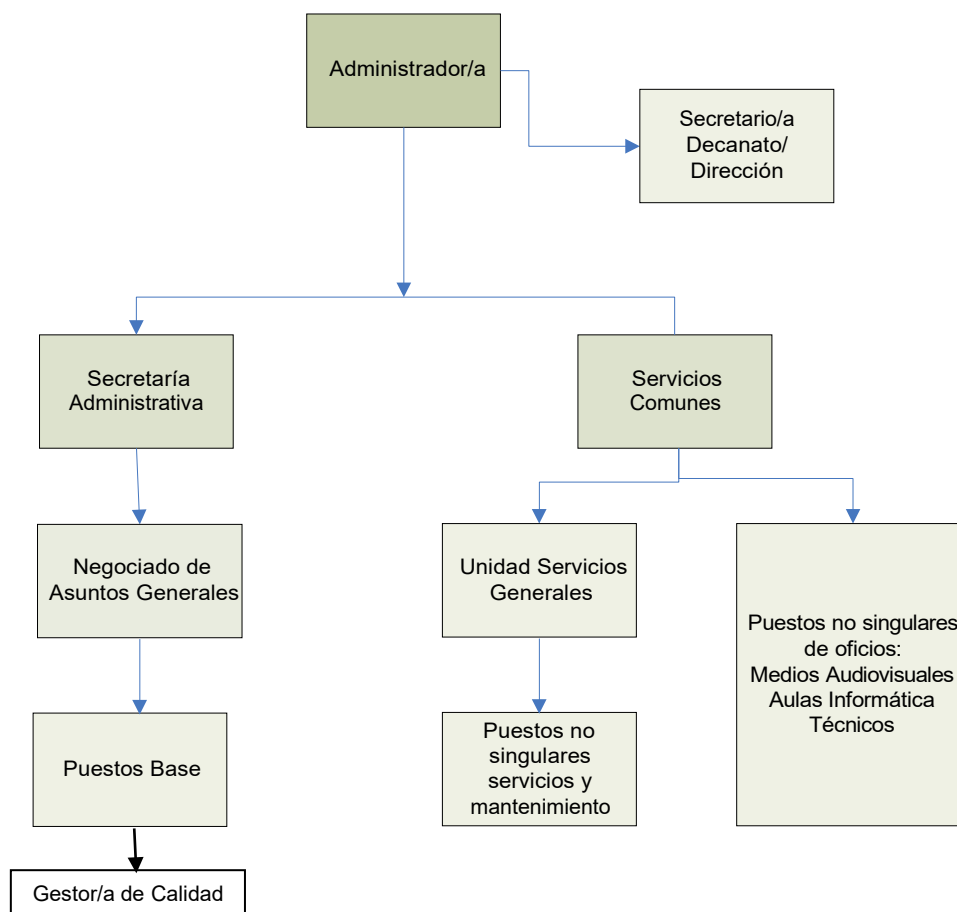 Administrador/a
Secretario/a
Decanato/
Dirección
Secretaría
Administrativa
Servicios
Comunes
Negociado de
Asuntos Generales
Unidad Servicios
Generales
Puestos no singulares
de oficios:
Medios Audiovisuales
Aulas Informática
Técnicos
Puestos Base
Puestos no
singulares
servicios y
mantenimiento
Gestor/a de Calidad